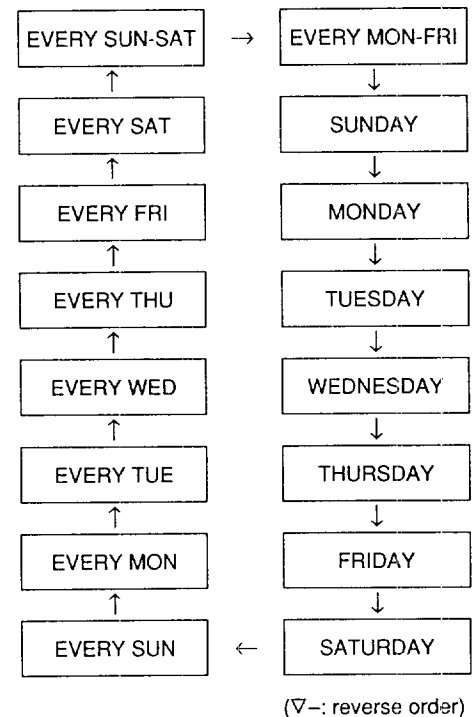 EVERY SUN-SAT → EVERY MON-FRI
↑ ↓
EVERY SAT SUNDAY
↑ ↓
EVERY FRI MONDAY
↑ ↓
EVERY THU TUESDAY
↑ ↓
EVERY WED WEDNESDAY
↑ ↓
EVERY TUE THURSDAY
↑ ↓
EVERY MON FRIDAY
↑ ↓
EVERY SUN ← SATURDAY
(∇–: reverse order)